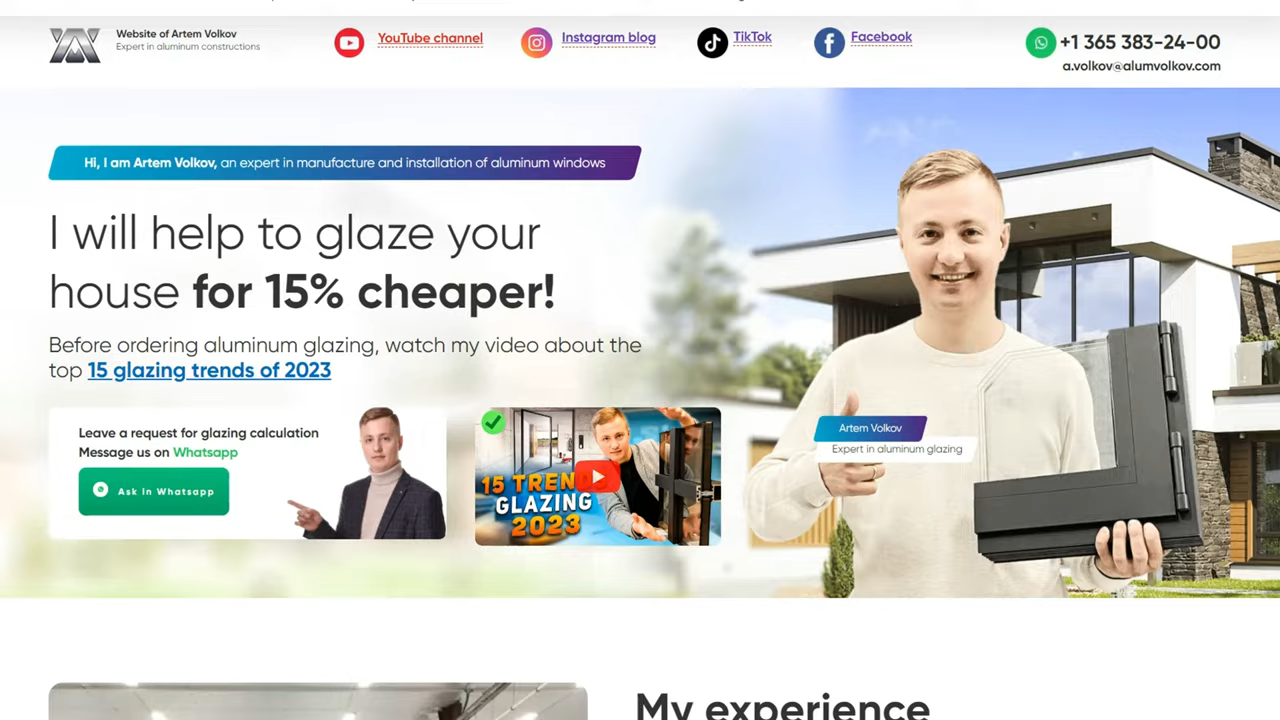 Website of Artem Volkov
Expert in aluminum constructions
YouTube channel
Instagram blog
TikTok
Facebook
+1 365 383-24-00
a.volkov@alumvolkov.com
Hi, I am Artem Volkov, an expert in manufacture and installation of aluminum windows
I will help to glaze your
house for 15% cheaper!
Before ordering aluminum glazing, watch my video about the
top 15 glazing trends of 2023
Leave a request for glazing calculation
Message us on Whatsapp
Ask in Whatsapp
15 TREND
GLAZING
2023
Artem Volkov
Expert in aluminum glazing
My experience